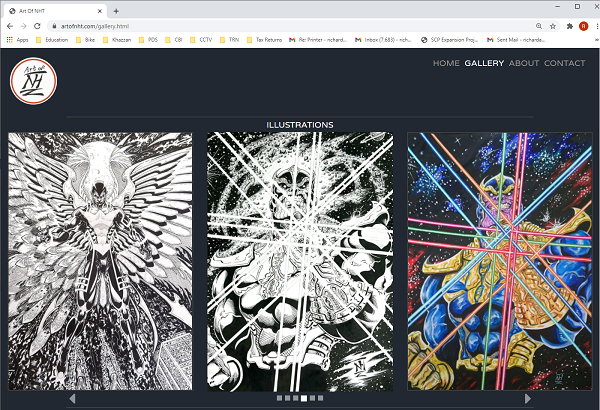 Art Of NHT
artofnht.com/gallery.html
Apps Education Bike Khazzan PDS CBI CCTV TRN Tax Returns Re: Printer - richard... Inbox (7,683) - rich... SCP Expansion Proj... Sent Mail - richarda... »
R
Art of
NH
HOME GALLERY ABOUT CONTACT
ILLUSTRATIONS